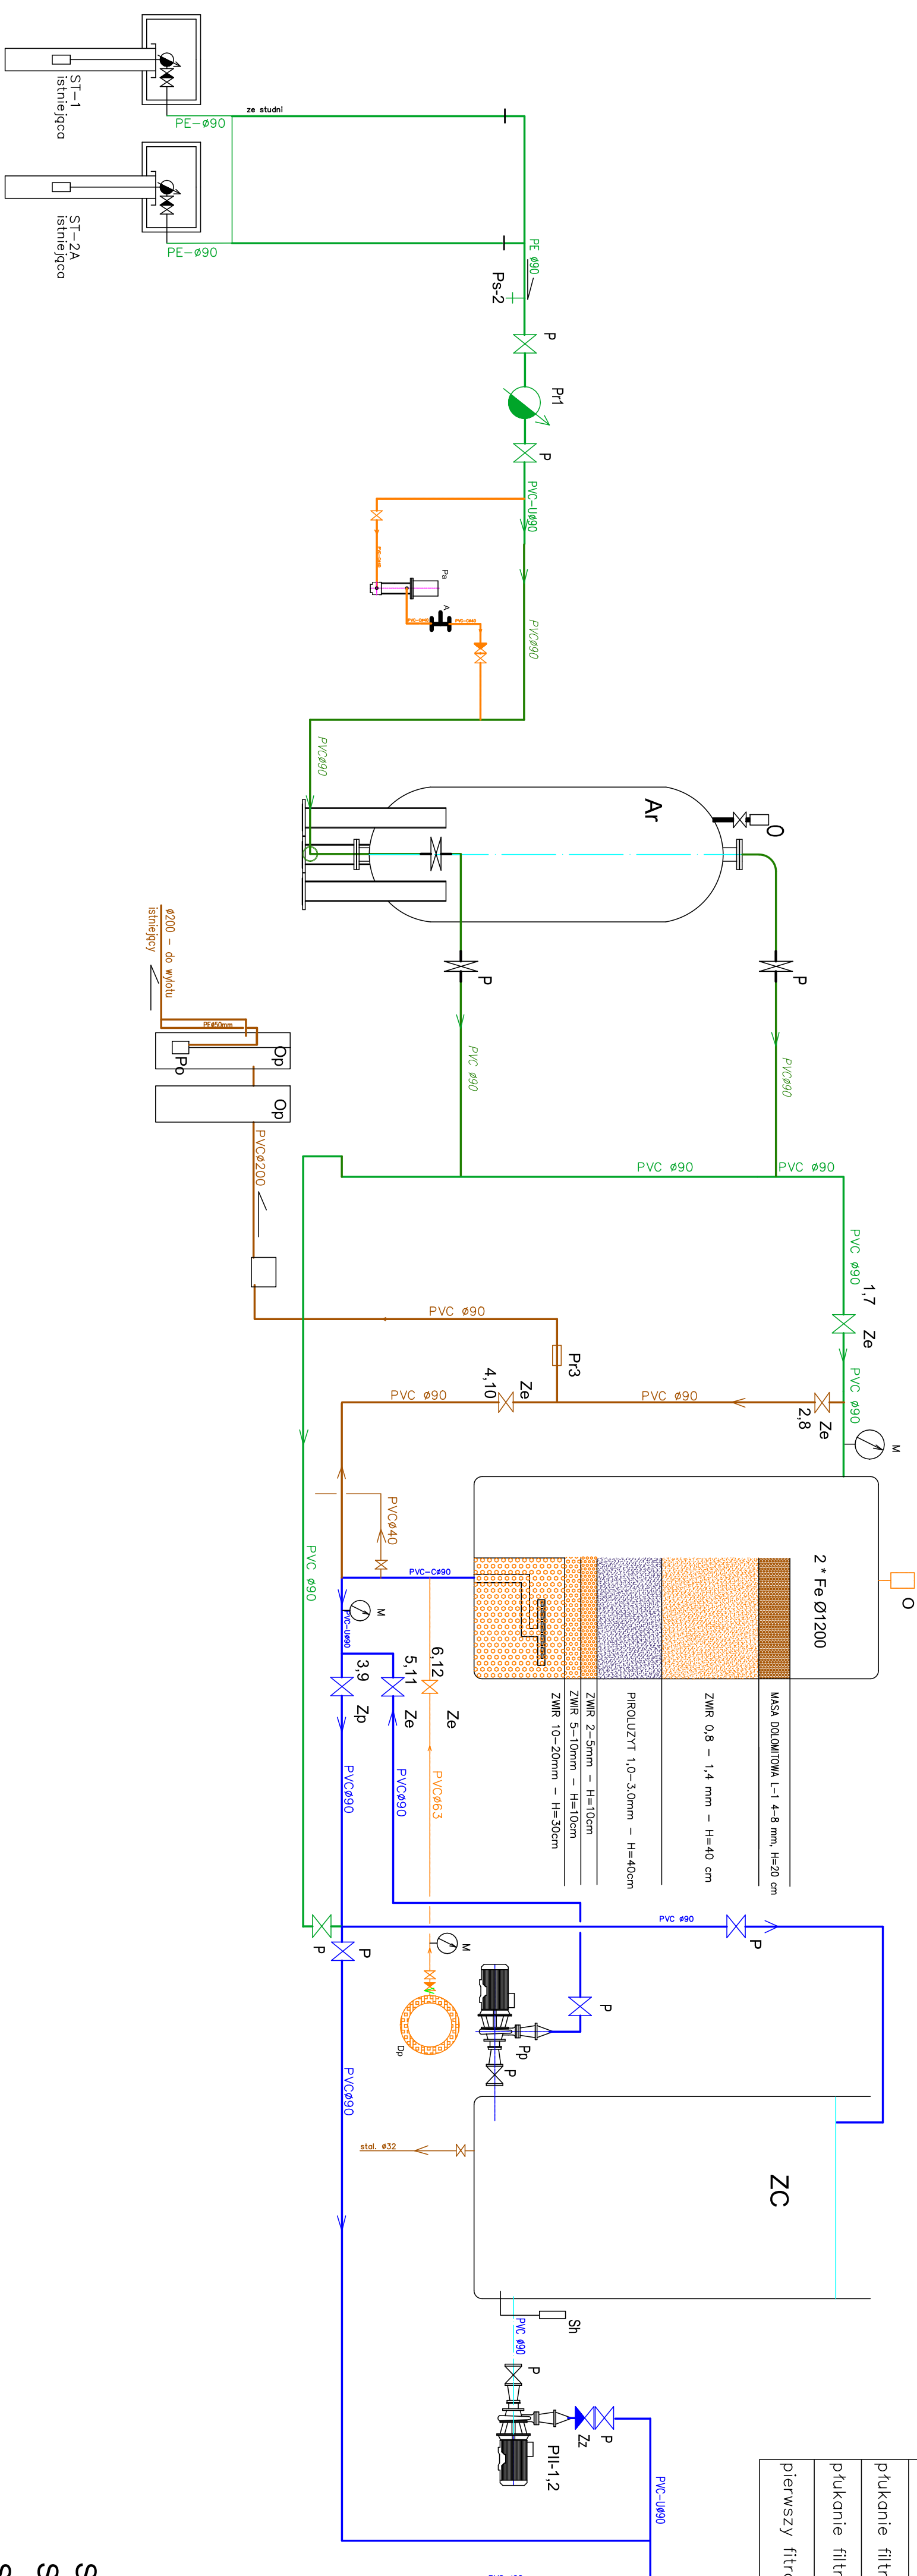 ST-1
istniejąca
PE-ø90
ST-2A
istniejąca
PE-ø90
ze studni
PE ø90
Ps-2
P
Pr1
P
PVC-Uø90
Pa
A
PVCø90
PVCø90
Ar
O
P
P
PVC ø90
PVCø90
ø200 - do wylotu
istniejący
PEø50mm
Po
Op
Op
PVCø200
PVC ø90
PVC ø90
PVC ø90
1,7
Ze
PVC ø90
PVC ø90
Pr3
4,10
Ze
PVC ø90
PVC ø90
2,8
Ze
M
PVCø40
PVC ø90
PVC-Cø90
M
PVC-Uø90
3,9
Zp
5,11
Ze
6,12
Ze
PVCø90
PVCø90
PVCø63
2 * Fe Ø1200
O
MASA DOLOMITOWA L-1 4-8 mm, H=20 cm
ZWIR 0,8 - 1,4 mm - H=40 cm
PIROLUZYT 1,0-3.0mm - H=40cm
ZWIR 2-5mm - H=10cm
ZWIR 5-10mm - H=10cm
ZWIR 10-20mm - H=30cm
PVC ø90
P
P
P
M
Dp
P
Pp
P
PVCø90
stal. ø32
ZC
Sh
PVC ø90
P
PII-1,2
Zz
P
PVC-Uø90
płukanie filtr
płukanie filtr
pierwszy filtra
S
S
S